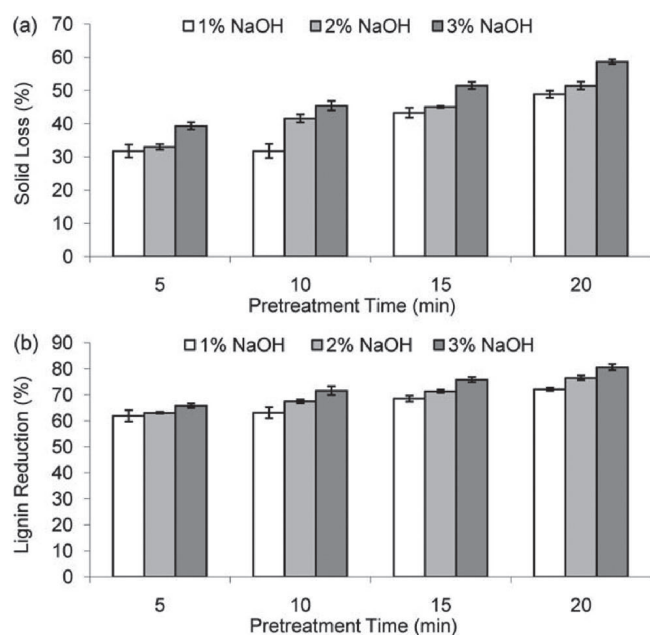 (a)
70
60
50
40
30
20
10
0
Solid Loss (%)
1% NaOH 2% NaOH 3% NaOH
5 10 15 20
Pretreatment Time (min)
(b)
90
80
70
60
50
40
30
20
10
0
Lignin Reduction (%)
1% NaOH 2% NaOH 3% NaOH
5 10 15 20
Pretreatment Time (min)